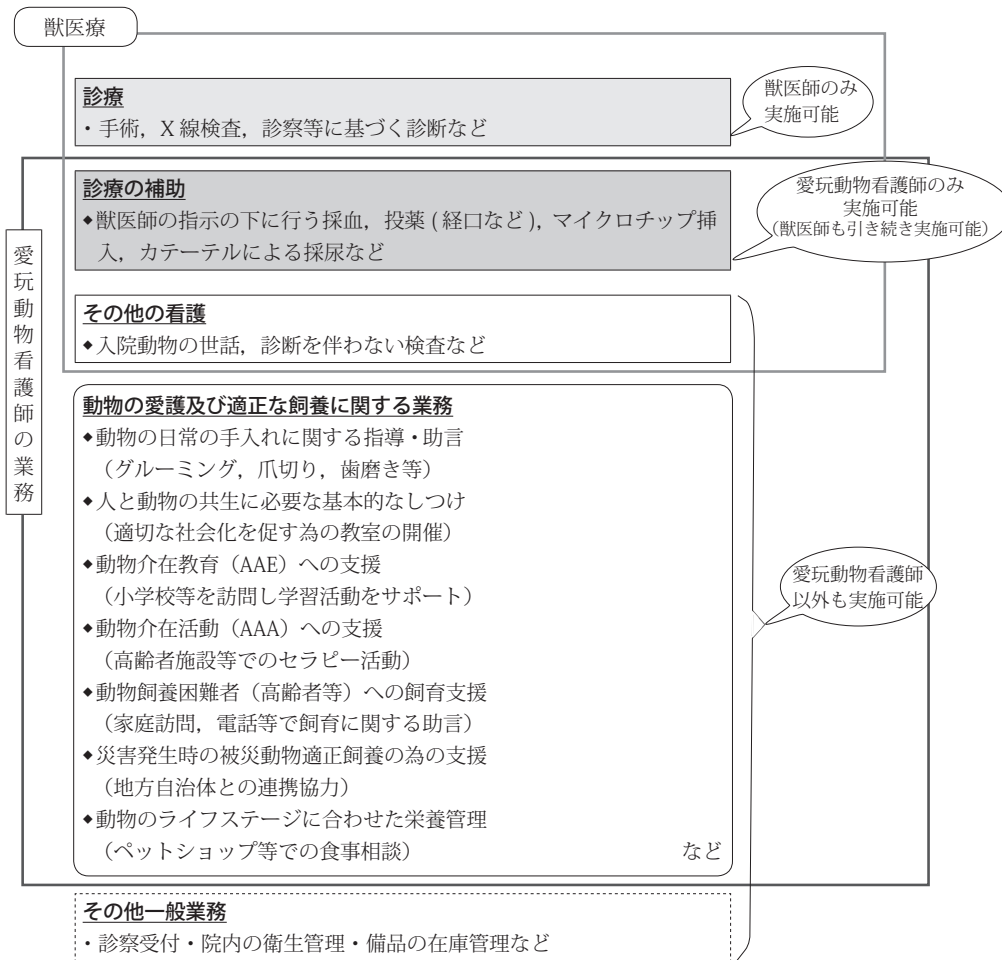 獣医療
診療
・手術，X 線検査，診察等に基づく診断など
獣医師のみ
実施可能
診療の補助
◆獣医師の指示の下に行う採血，投薬 ( 経口など )，マイクロチップ挿
入，カテーテルによる採尿など
愛玩動物看護師のみ
実施可能
（獣医師も引き続き実施可能）
愛玩動物看護師の業務
その他の看護
◆入院動物の世話，診断を伴わない検査など
動物の愛護及び適正な飼養に関する業務
◆動物の日常の手入れに関する指導・助言
（グルーミング，爪切り，歯磨き等）
◆人と動物の共生に必要な基本的なしつけ
（適切な社会化を促す為の教室の開催）
◆動物介在教育（AAE）への支援
（小学校等を訪問し学習活動をサポート）
◆動物介在活動（AAA）への支援
（高齢者施設等でのセラピー活動）
◆動物飼養困難者（高齢者等）への飼育支援
（家庭訪問，電話等で飼育に関する助言）
◆災害発生時の被災動物適正飼養の為の支援
（地方自治体との連携協力）
◆動物のライフステージに合わせた栄養管理
（ペットショップ等での食事相談）　など
愛玩動物看護師
以外も実施可能
その他一般業務
・診察受付・院内の衛生管理・備品の在庫管理など